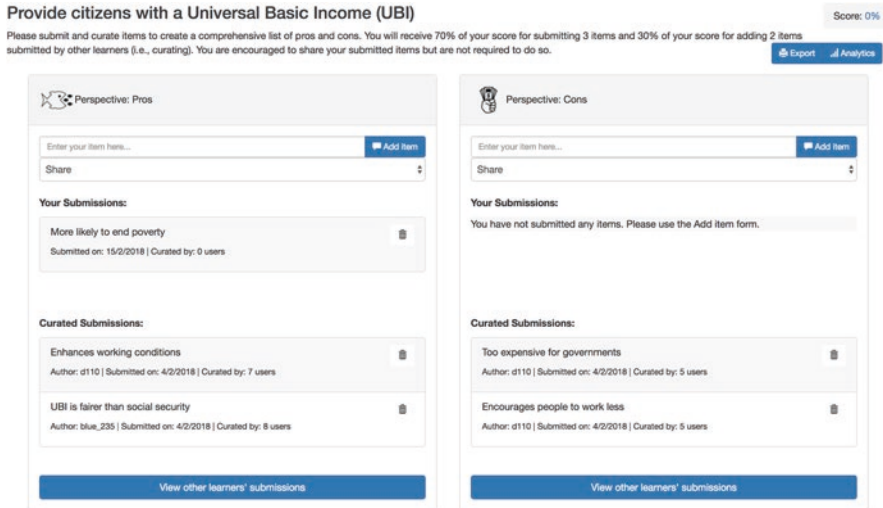 Provide citizens with a Universal Basic Income (UBI)
Score: 0%
Please submit and curate items to create a comprehensive list of pros and cons. You will receive 70% of your score for submitting 3 items and 30% of your score for adding 2 items
submitted by other learners (i.e., curating). You are encouraged to share your submitted items but are not required to do so.
Export Analytics
Perspective: Pros
Enter your item here...
Add item
Share
Your Submissions:
More likely to end poverty
Submitted on: 15/2/2018 | Curated by: 0 users
Curated Submissions:
Enhances working conditions
Author: d110 | Submitted on: 4/2/2018 | Curated by: 7 users
UBI is fairer than social security
Author: blue_235 | Submitted on: 4/2/2018 | Curated by: 8 users
View other learners' submissions
Perspective: Cons
Enter your item here...
Add item
Share
Your Submissions:
You have not submitted any items. Please use the Add item form.
Curated Submissions:
Too expensive for governments
Author: d110 | Submitted on: 4/2/2018 | Curated by: 5 users
Encourages people to work less
Author: d110 | Submitted on: 4/2/2018 | Curated by: 5 users
View other learners' submissions